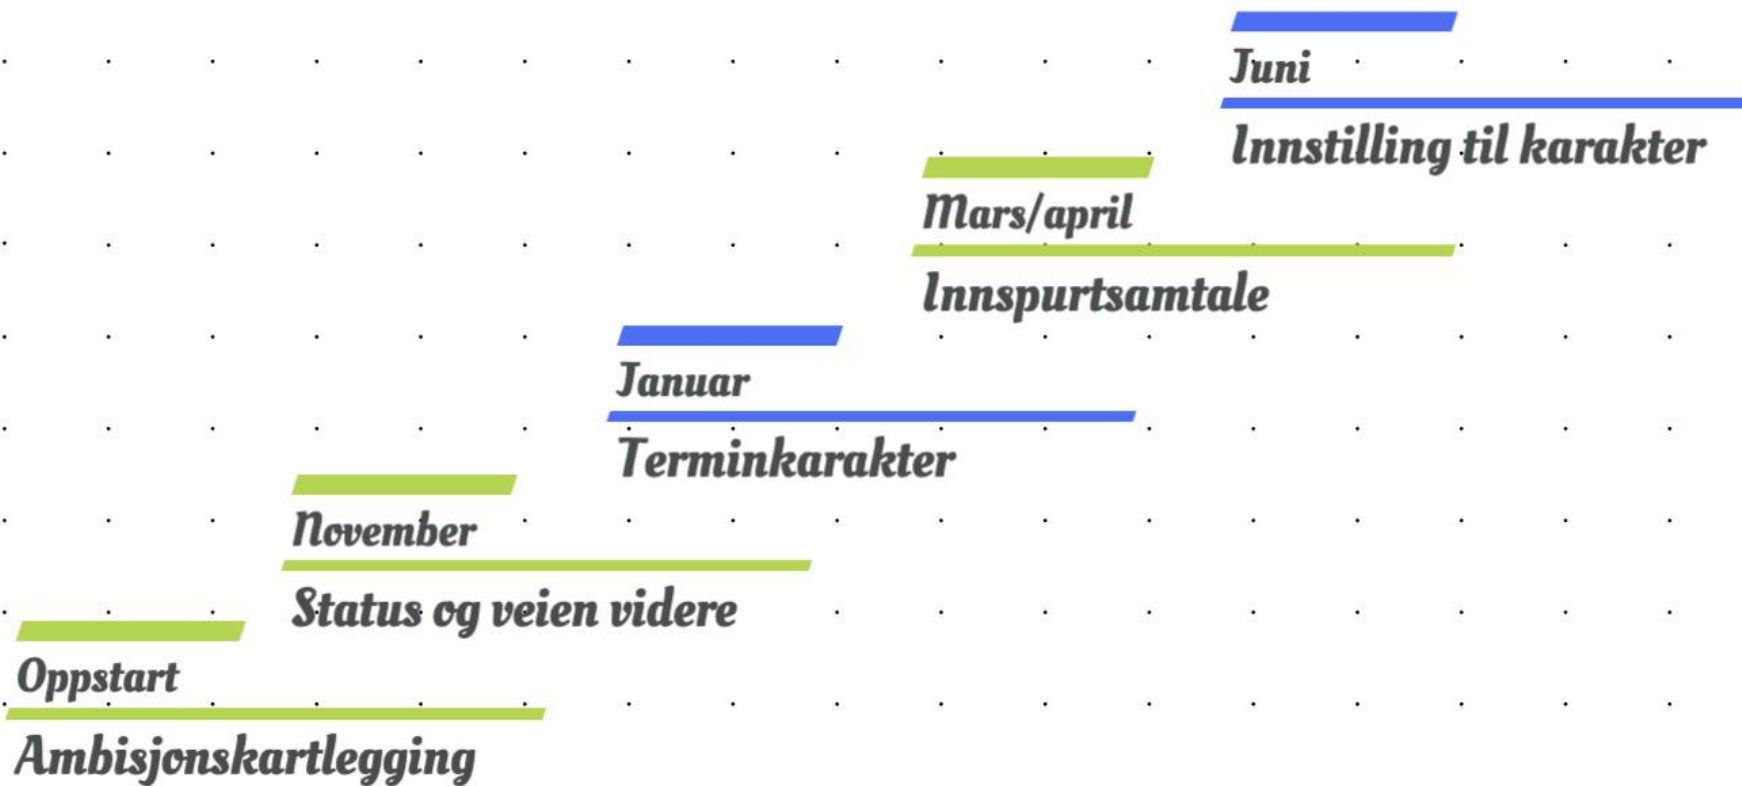 Juni
Innstilling til karakter
Mars/april
Innspurtsamtale
Januar
Terminkarakter
November
Status og veien videre
Oppstart
Ambisjonskartlegging